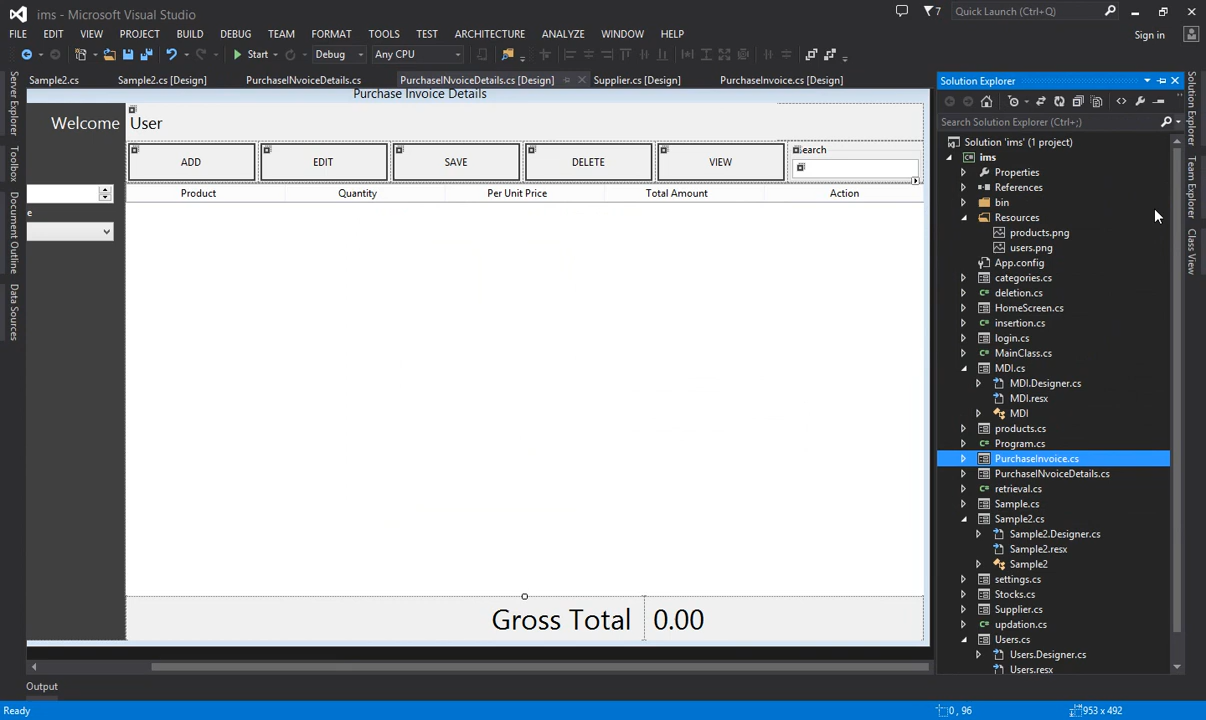 ims - Microsoft Visual Studio
7
Quick Launch (Ctrl+Q)
FILE EDIT VIEW PROJECT BUILD DEBUG TEAM FORMAT TOOLS TEST ARCHITECTURE ANALYZE WINDOW HELP
Sign in
Start Debug Any CPU
Sample2.cs Sample2.cs [Design] PurchaseINvoiceDetails.cs PurchaseINvoiceDetails.cs [Design] Supplier.cs [Design] PurchaseInvoice.cs [Design]
Server Explorer
Toolbox
Document Outline
Data Sources
Purchase Invoice Details
Welcome User
ADD EDIT SAVE DELETE VIEW
earch
Product Quantity Per Unit Price Total Amount Action
e
Gross Total 0.00
Output
Solution Explorer
Search Solution Explorer (Ctrl+;)
Solution 'ims' (1 project)
ims
Properties
References
bin
Resources
products.png
users.png
App.config
categories.cs
deletion.cs
HomeScreen.cs
insertion.cs
login.cs
MainClass.cs
MDI.cs
MDI.Designer.cs
MDI.resx
MDI
products.cs
Program.cs
PurchaseInvoice.cs
PurchaseINvoiceDetails.cs
retrieval.cs
Sample.cs
Sample2.cs
Sample2.Designer.cs
Sample2.resx
Sample2
settings.cs
Stocks.cs
Supplier.cs
updation.cs
Users.cs
Users.Designer.cs
Users.resx
Solution Explorer
Team Explorer
Class View
Ready
0 , 96
953 x 492